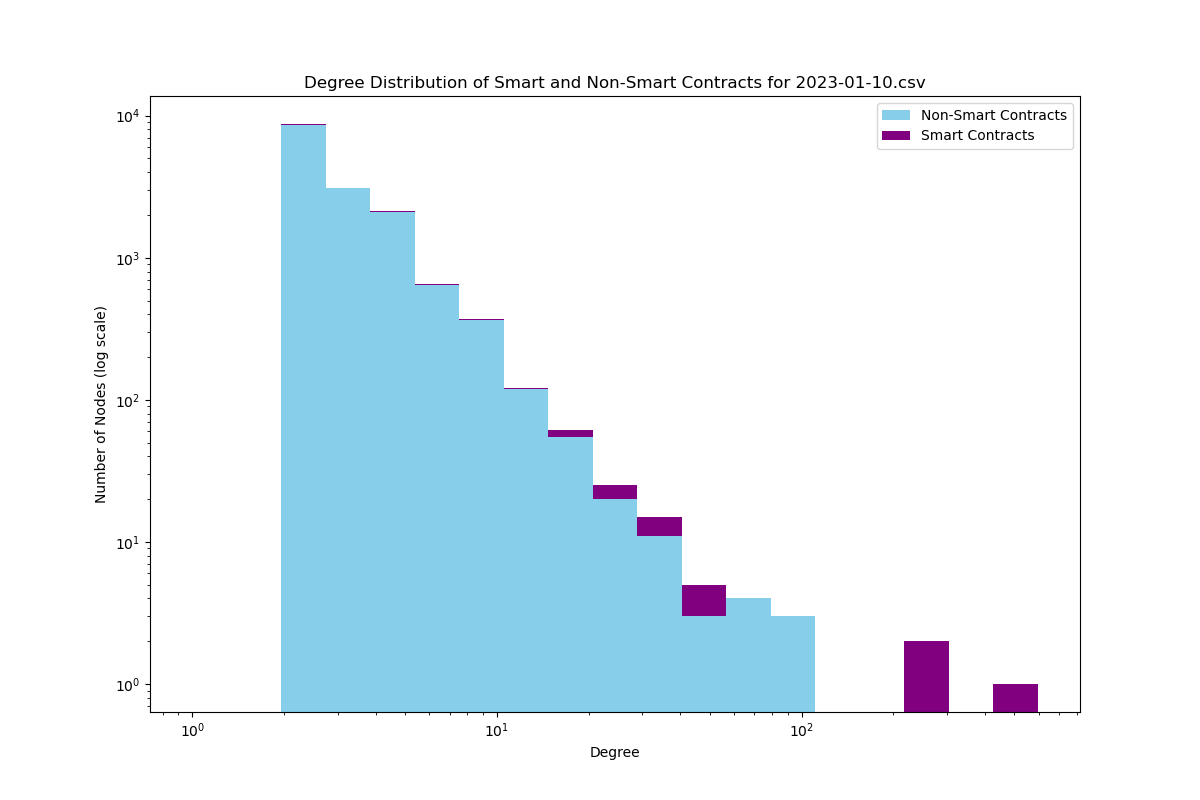 Degree Distribution of Smart and Non-Smart Contracts for 2023-01-10.csv
Non-Smart Contracts
Smart Contracts
Number of Nodes (log scale)
10⁴
10³
10²
10¹
10⁰
10⁰ 10¹ 10²
Degree